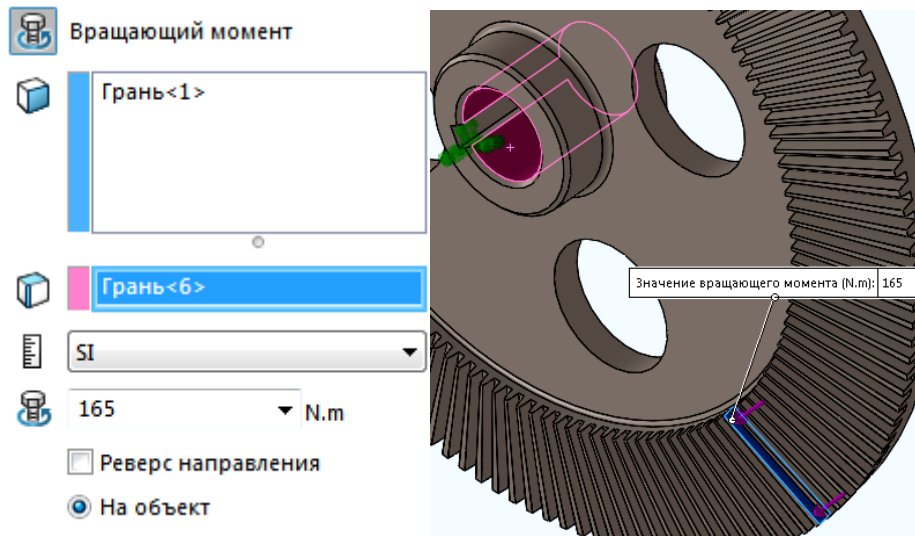 Вращающий момент
Грань<1>
Грань<6>
SI
165 N.m
Реверс направления
На объект
Значение вращающего момента (N.m): 165